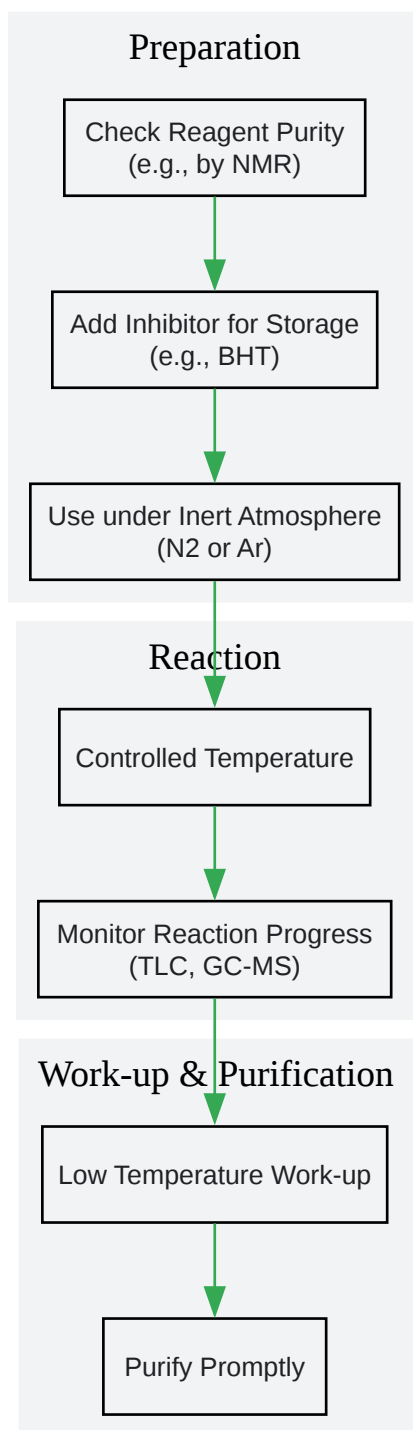 Preparation
Check Reagent Purity
(e.g., by NMR)
Add Inhibitor for Storage
(e.g., BHT)
Use under Inert Atmosphere
(N2 or Ar)
Reaction
Controlled Temperature
Monitor Reaction Progress
(TLC, GC-MS)
Work-up & Purification
Low Temperature Work-up
Purify Promptly